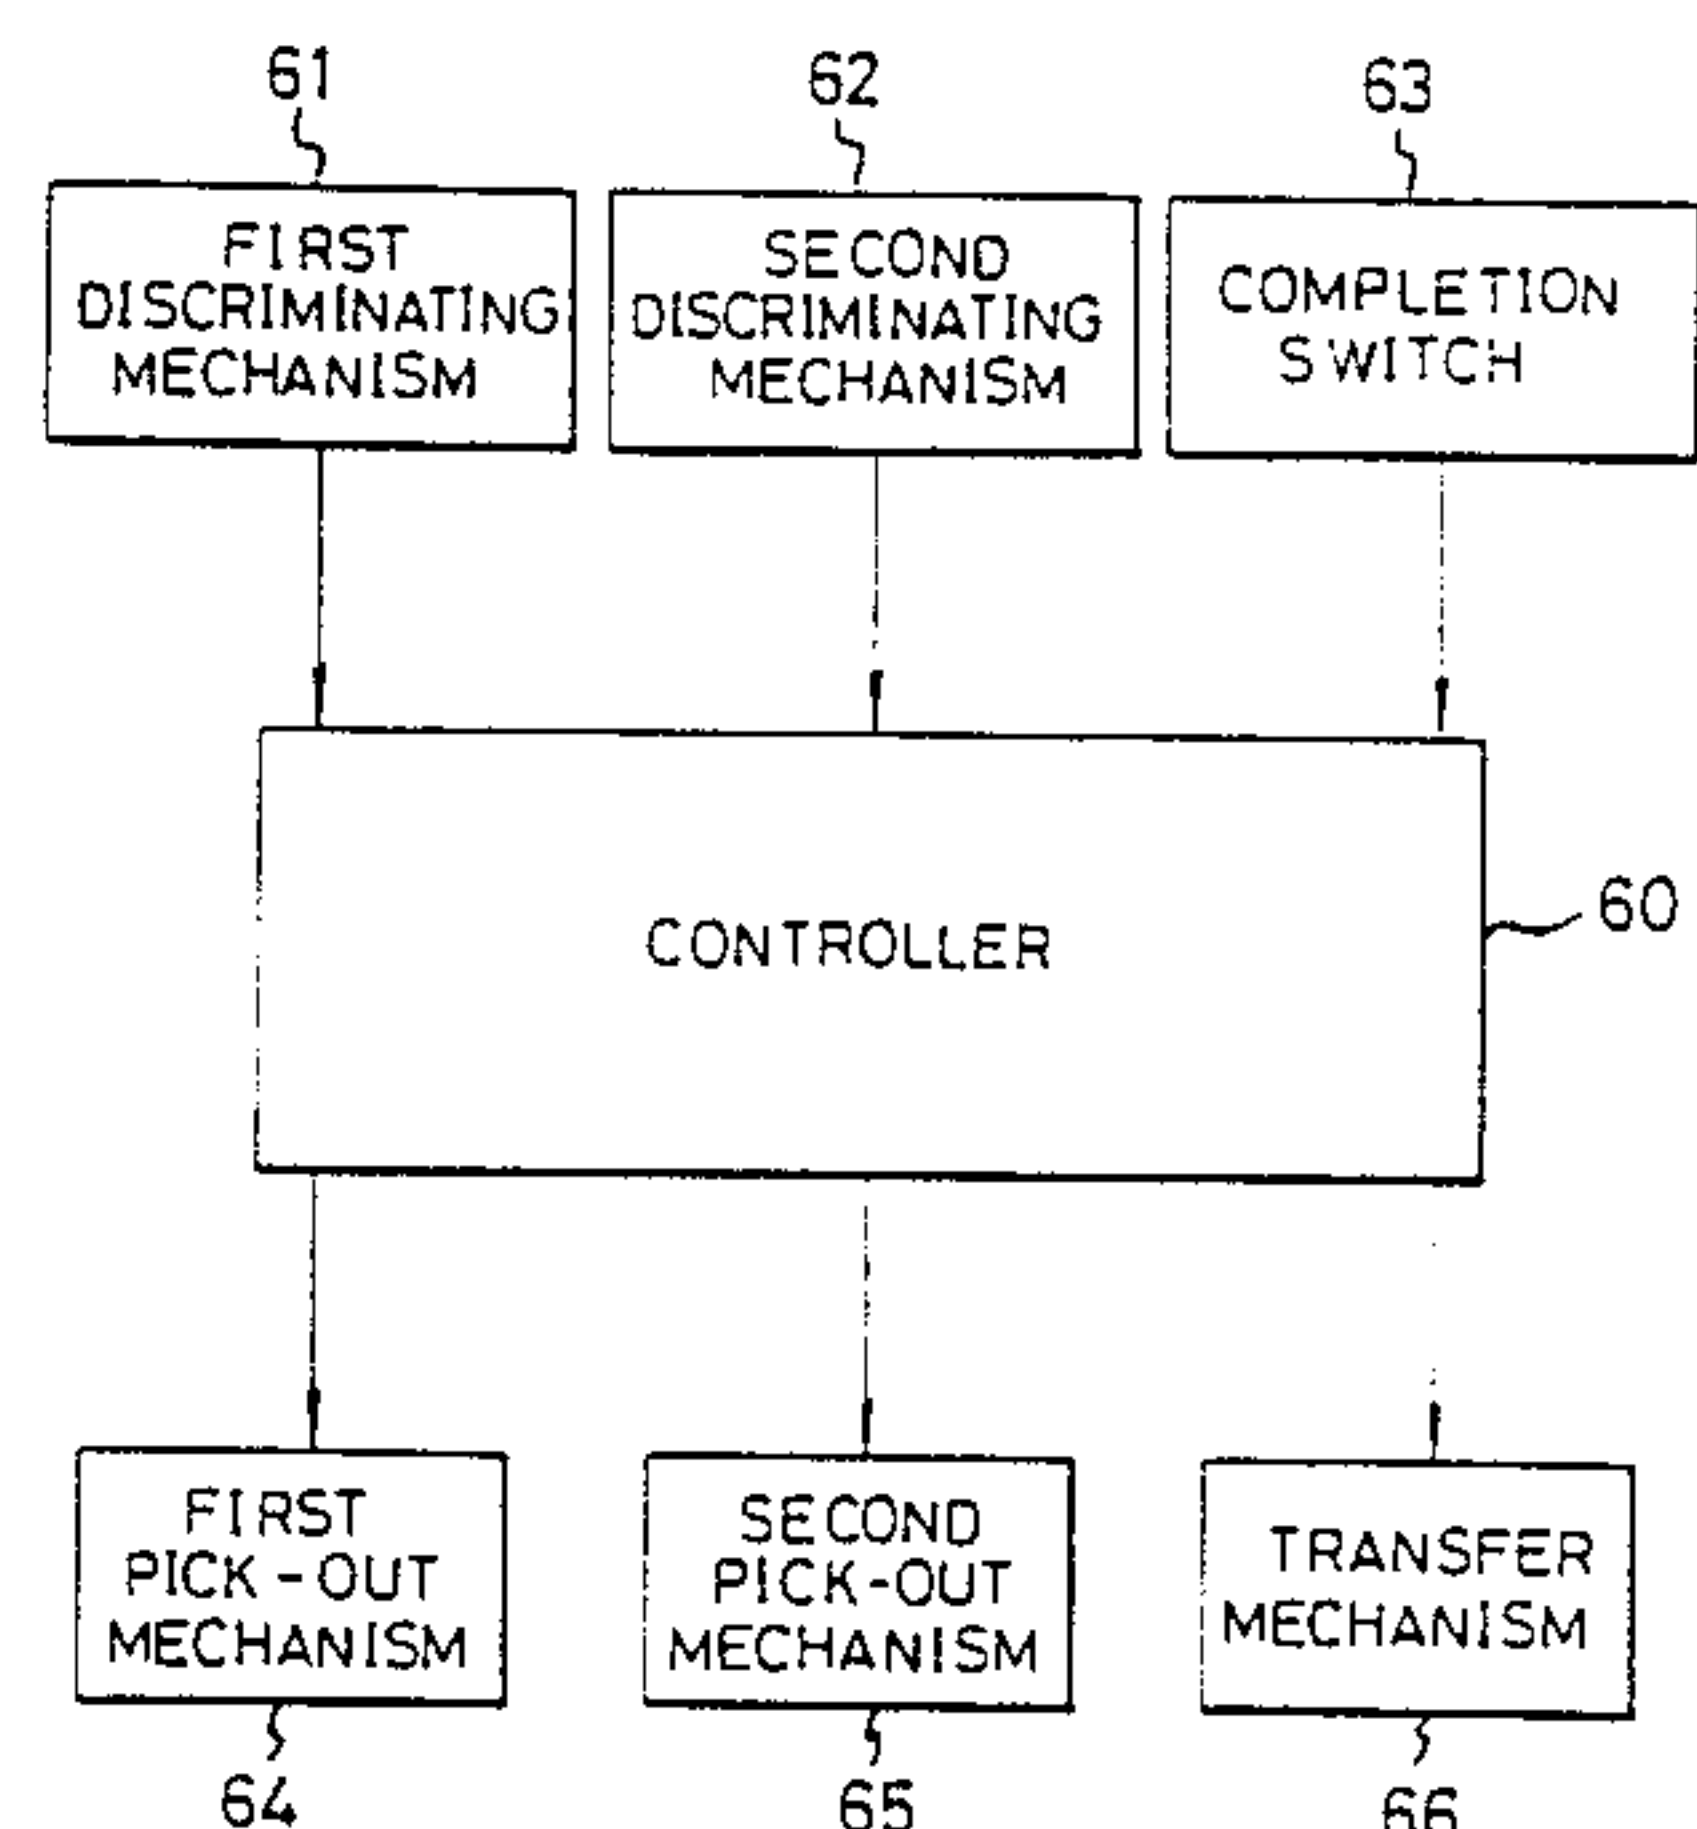 61
62
63
FIRST
DISCRIMINATING
MECHANISM
SECOND
DISCRIMINATING
MECHANISM
COMPLETION
SWITCH
CONTROLLER
60
FIRST
PICK-OUT
MECHANISM
SECOND
PICK-OUT
MECHANISM
TRANSFER
MECHANISM
64
65
66